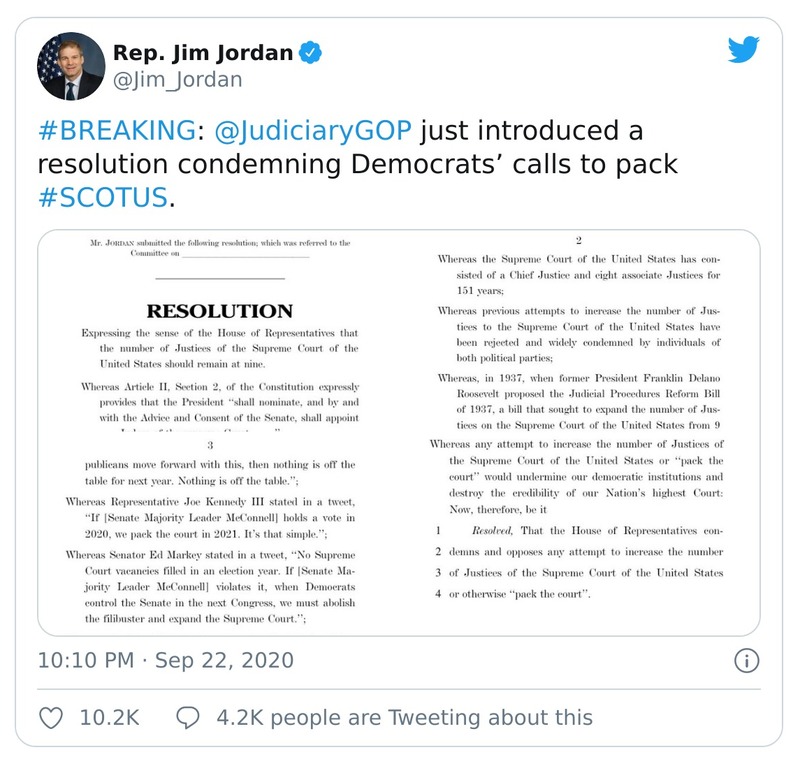 Rep. Jim Jordan
@Jim_Jordan
#BREAKING: @JudiciaryGOP just introduced a
resolution condemning Democrats’ calls to pack
#SCOTUS.
Mr. JORDAN submitted the following resolution; which was referred to the
Committee on
RESOLUTION
Expressing the sense of the House of Representatives that
the number of Justices of the Supreme Court of the
United States should remain at nine.
Whereas Article II, Section 2, of the Constitution expressly
provides that the President “shall nominate, and by and
with the Advice and Consent of the Senate, shall appoint
2
Whereas the Supreme Court of the United States has con-
sisted of a Chief Justice and eight associate Justices for
151 years;
Whereas previous attempts to increase the number of Jus-
tices to the Supreme Court of the United States have
been rejected and widely condemned by individuals of
both political parties;
Whereas, in 1937, when former President Franklin Delano
Roosevelt proposed the Judicial Procedures Reform Bill
of 1937, a bill that sought to expand the number of Jus-
tices on the Supreme Court of the United States from 9
3
publicans move forward with this, then nothing is off the
table for next year. Nothing is off the table.”;
Whereas Representative Joe Kennedy III stated in a tweet,
“If [Senate Majority Leader McConnell] holds a vote in
2020, we pack the court in 2021. It’s that simple.”;
Whereas Senator Ed Markey stated in a tweet, “No Supreme
Court vacancies filled in an election year. If [Senate Ma-
jority Leader McConnell] violates it, when Democrats
control the Senate in the next Congress, we must abolish
the filibuster and expand the Supreme Court.”;
Whereas any attempt to increase the number of Justices of
the Supreme Court of the United States or “pack the
court” would undermine our democratic institutions and
destroy the credibility of our Nation’s highest Court:
Now, therefore, be it
1 Resolved, That the House of Representatives con-
2 demns and opposes any attempt to increase the number
3 of Justices of the Supreme Court of the United States
4 or otherwise “pack the court”.
10:10 PM · Sep 22, 2020
10.2K 4.2K people are Tweeting about this